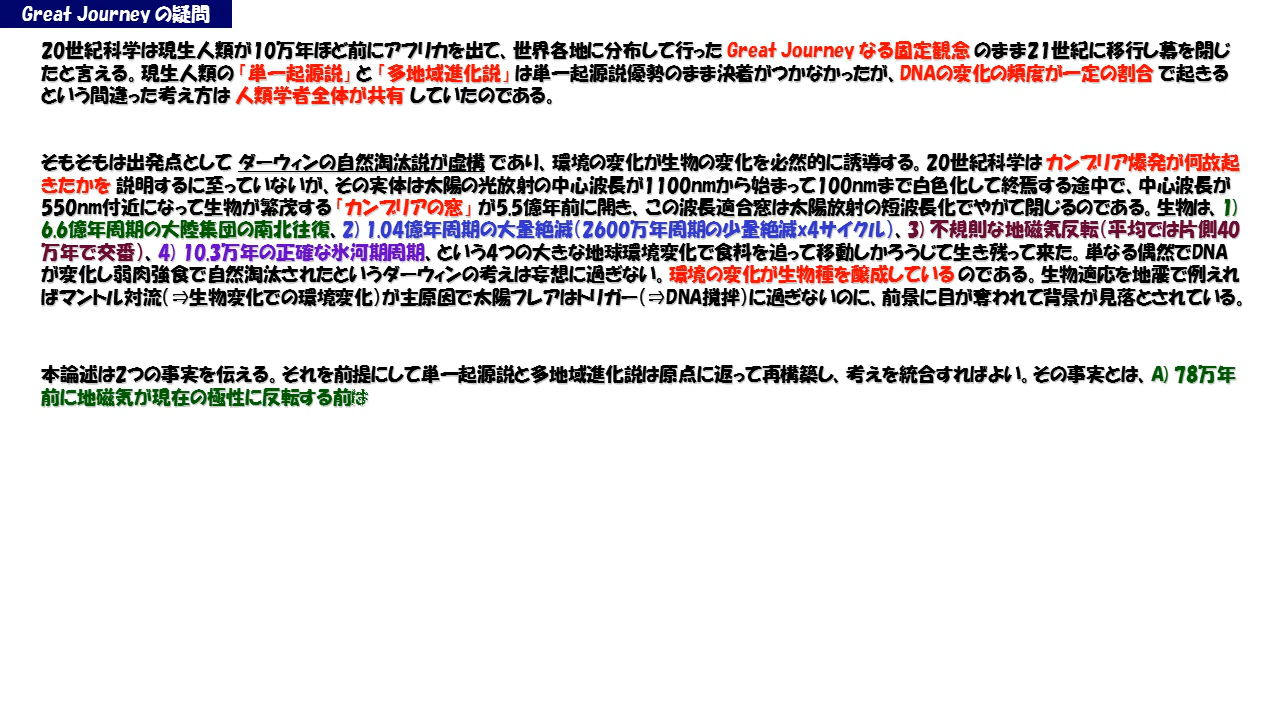 Great Journey の疑問
20世紀科学は現生人類が10万年ほど前にアフリカを出て、世界各地に分布して行った Great Journey なる固定観念 のまま21世紀に移行し幕を閉じ
たと言える。現生人類の「単一起源説」と「多地域進化説」は単一起源説優勢のまま決着がつかなかったが、DNAの変化の頻度が一定の割合 で起きる
という間違った考え方は 人類学者全体が共有 していたのである。
そもそもは出発点として ダーウィンの自然淘汰説が虚構 であり、環境の変化が生物の変化を必然的に誘導する。20世紀科学は カンブリア爆発が何故起
きたかを 説明するに至っていないが、その実体は太陽の光放射の中心波長が1100nmから始まって100nmまで白色化して終焉する途中で、中心波長が
550nm付近になって生物が繁茂する「カンブリアの窓」が5.5億年前に開き、この波長適合窓は太陽放射の短波長化でやがて閉じるのである。生物は、1)
6.6億年周期の大陸集団の南北往復、2) 1.04億年周期の大量絶滅(2600万年周期の少量絶滅x4サイクル)、3) 不規則な地磁気反転(平均では片側40
万年で交番)、4) 10.3万年の正確な氷河期周期、という4つの大きな地球環境変化で食料を追って移動しかろうじて生き残って来た。単なる偶然でDNA
が変化し弱肉強食で自然淘汰されたというダーウィンの考えは妄想に過ぎない。環境の変化が生物種を醸成している のである。生物適応を地震で例えれ
ばマントル対流(⇒生物変化での環境変化)が主原因で太陽フレアはトリガー(⇒DNA撹拌)に過ぎないのに、前景に目が奪われて背景が見落とされている。
本論述は2つの事実を伝える。それを前提にして単一起源説と多地域進化説は原点に返って再構築し、考えを統合すればよい。その事実とは、A) 78万年
前に地磁気が現在の極性に反転する前は